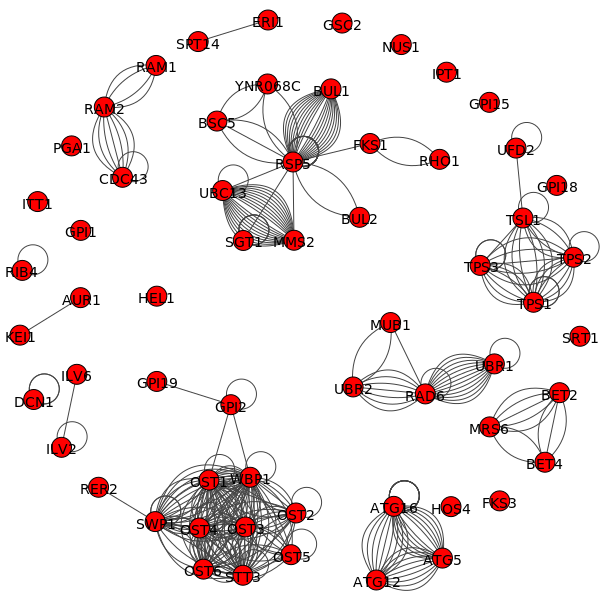 ERI1
GSC2
SPT14
NUS1
RAM1
IPT1
YNR068C
BUL1
GPI15
RAM2
BSC5
PGA1
FKS1
UFD2
RSP5
RHO1
CDC43
GPI18
UBC13
ITT1
BUL2
TSL1
GPI1
SGT1
MMS2
TPS2
TPS3
RIB4
AUR1
HEL1
TPS1
KEI1
MUB1
SRT1
UBR1
ILV6
GPI19
UBR2
RAD6
BET2
DCN1
GPI2
MRS6
ILV2
BET4
OST1
WBP1
RER2
FKS3
ATG16
HOS4
SWP1
OST4
OST3
OST2
OST5
ATG5
OST6
STT3
ATG12